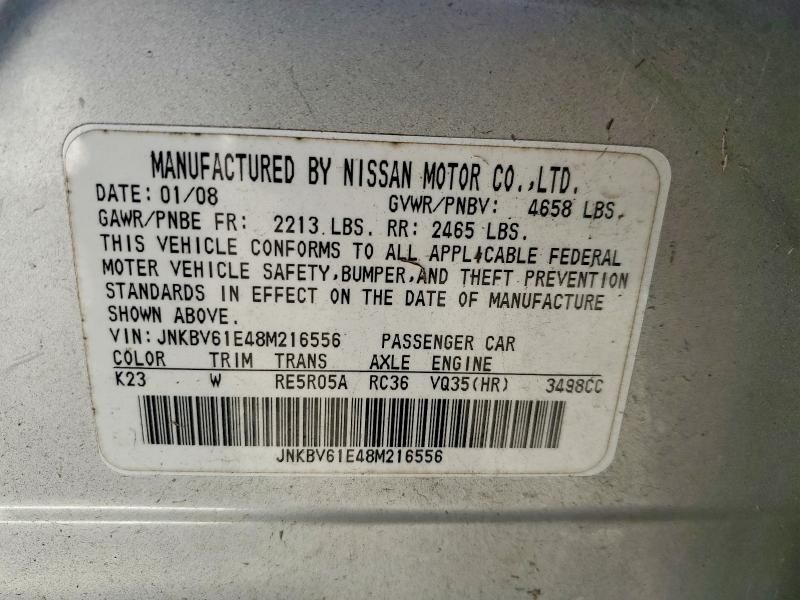 MANUFACTURED BY NISSAN MOTOR CO.,LTD.
DATE: 01/08 GVWR/PNBV: 4658 LBS.
GAWR/PNBE FR: 2213 LBS. RR: 2465 LBS.
THIS VEHICLE CONFORMS TO ALL APPLICABLE FEDERAL
MOTER VEHICLE SAFETY,BUMPER,AND THEFT PREVENTION
STANDARDS IN EFFECT ON THE DATE OF MANUFACTURE
SHOWN ABOVE.
VIN:JNKBV61E48M216556 PASSENGER CAR
COLOR TRIM TRANS AXLE ENGINE
K23 W RE5R05A RC36 VQ35(HR) 3498CC
JNKBV61E48M216556